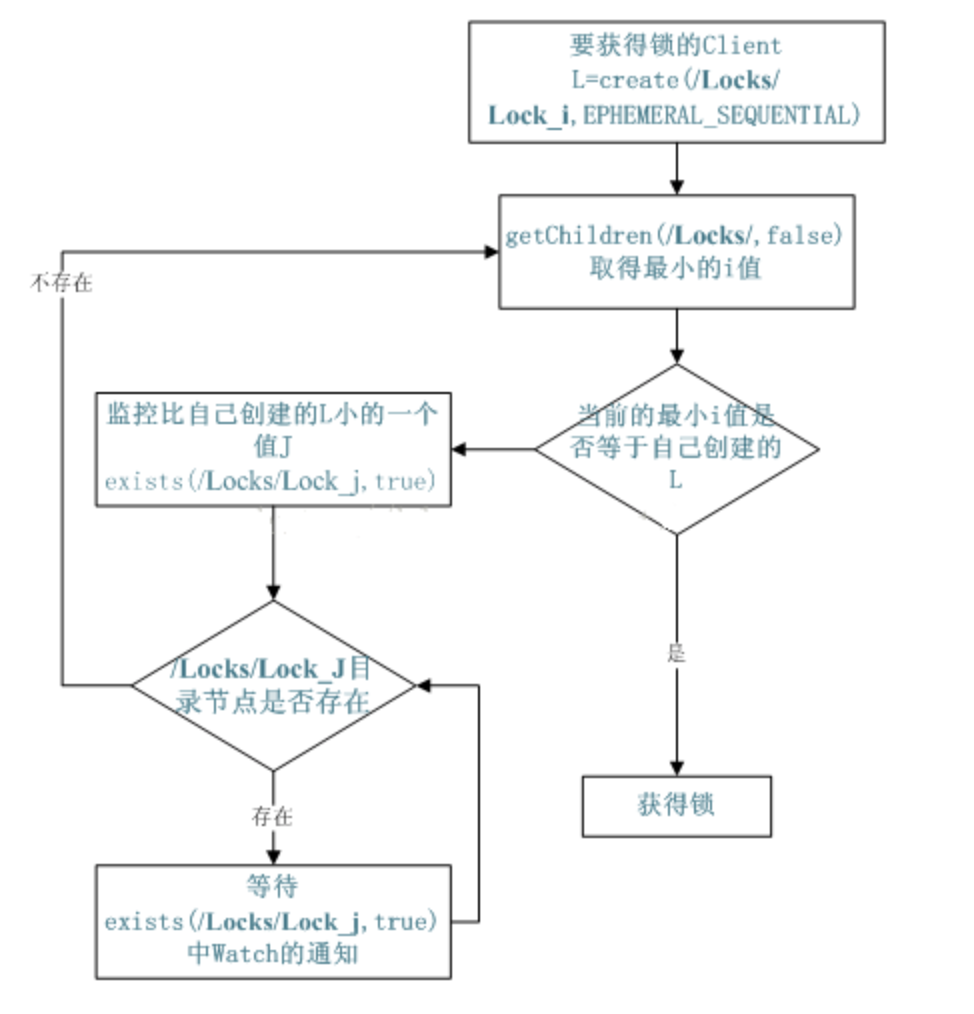 要获得锁的Client
L=create(/Locks/
Lock_i,EPHEMERAL_SEQUENTIAL)
getChildren(/Locks/,false)
取得最小的i值
不存在
当前的最小i值是
否等于自己创建的
L
监控比自己创建的L小的一个
值J
exists(/Locks/Lock_j,true)
/Locks/Lock_J目
录节点是否存在
是
存在
获得锁
等待
exists(/Locks/Lock_j,true)
中Watch的通知